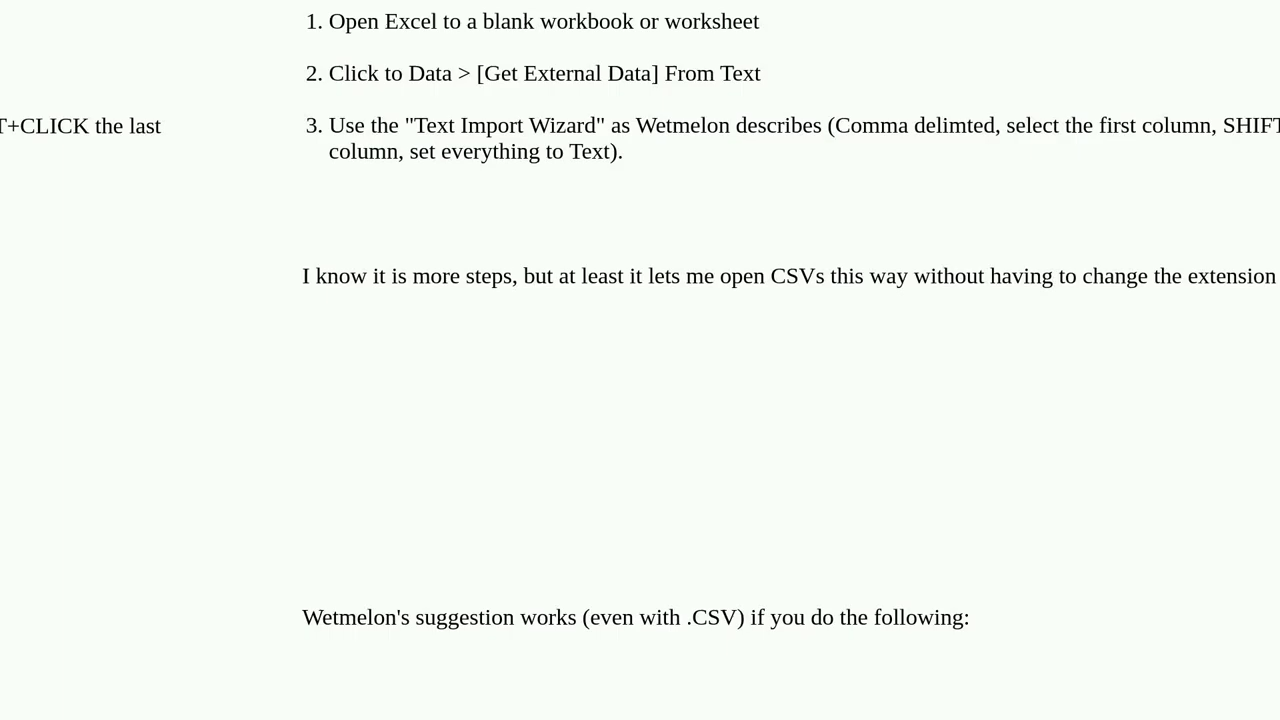 1. Open Excel to a blank workbook or worksheet
2. Click to Data > [Get External Data] From Text
3. Use the "Text Import Wizard" as Wetmelon describes (Comma delimted, select the first column, SHIFT+CLICK the last
column, set everything to Text).
I know it is more steps, but at least it lets me open CSVs this way without having to change the extension
Wetmelon's suggestion works (even with .CSV) if you do the following: